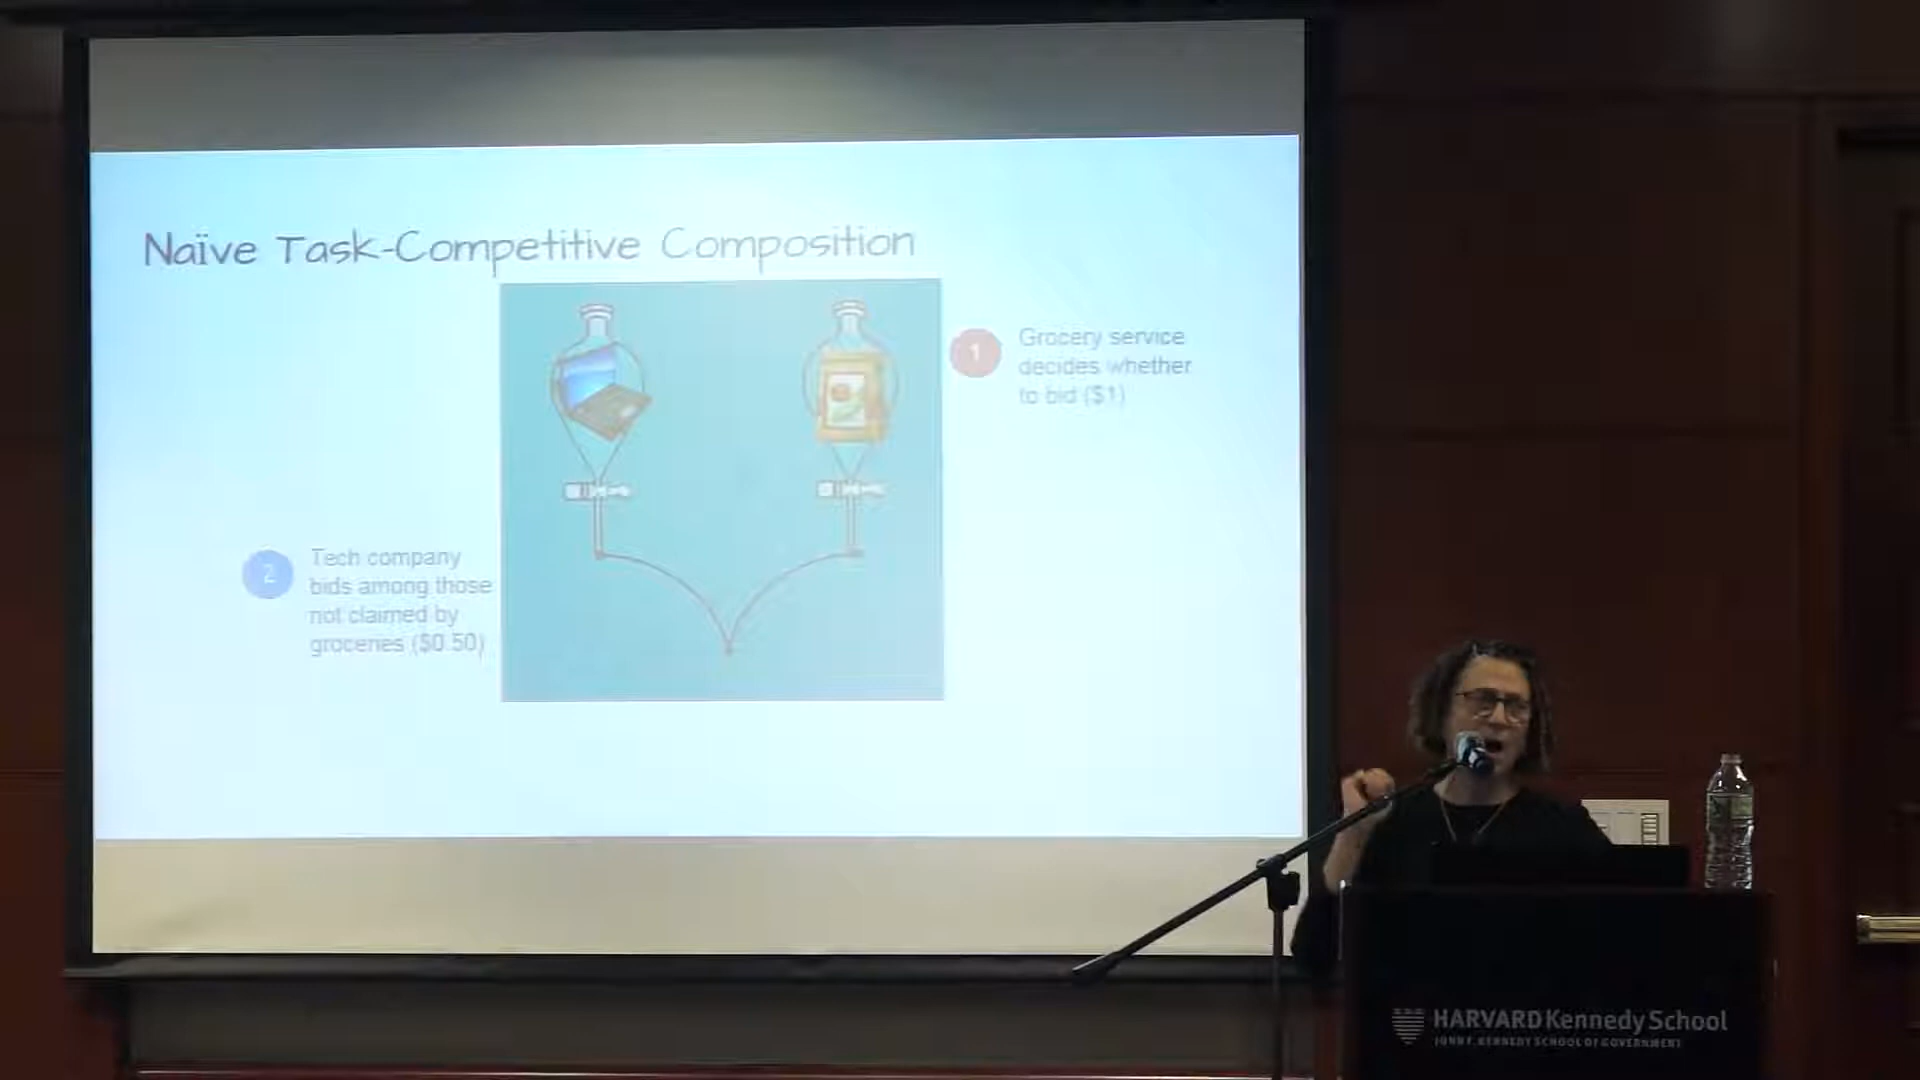 Naïve Task-Competitive Composition
1
Grocery service
decides whether
to bid ($1)
2
Tech company
bids among those
not claimed by
groceries ($0.50)
HARVARD Kennedy School
JOHN F. KENNEDY SCHOOL OF GOVERNMENT